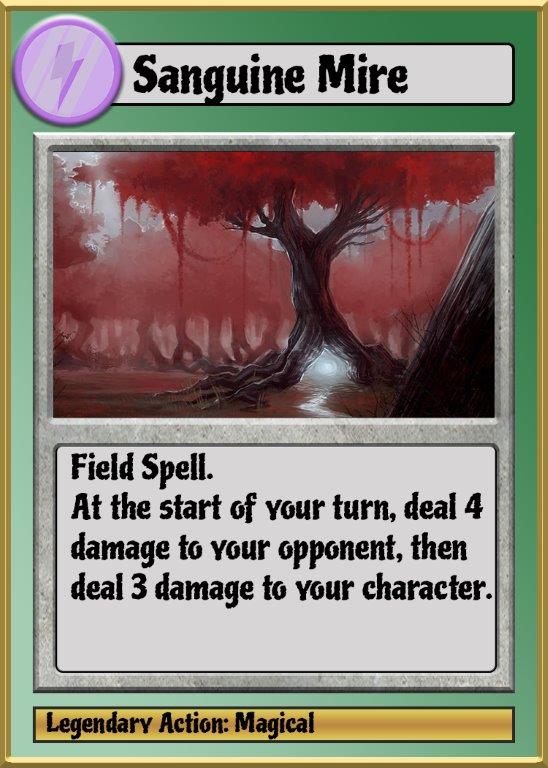 Sanguine Mire
Field Spell.
At the start of your turn, deal 4
damage to your opponent, then
deal 3 damage to your character.
Legendary Action: Magical